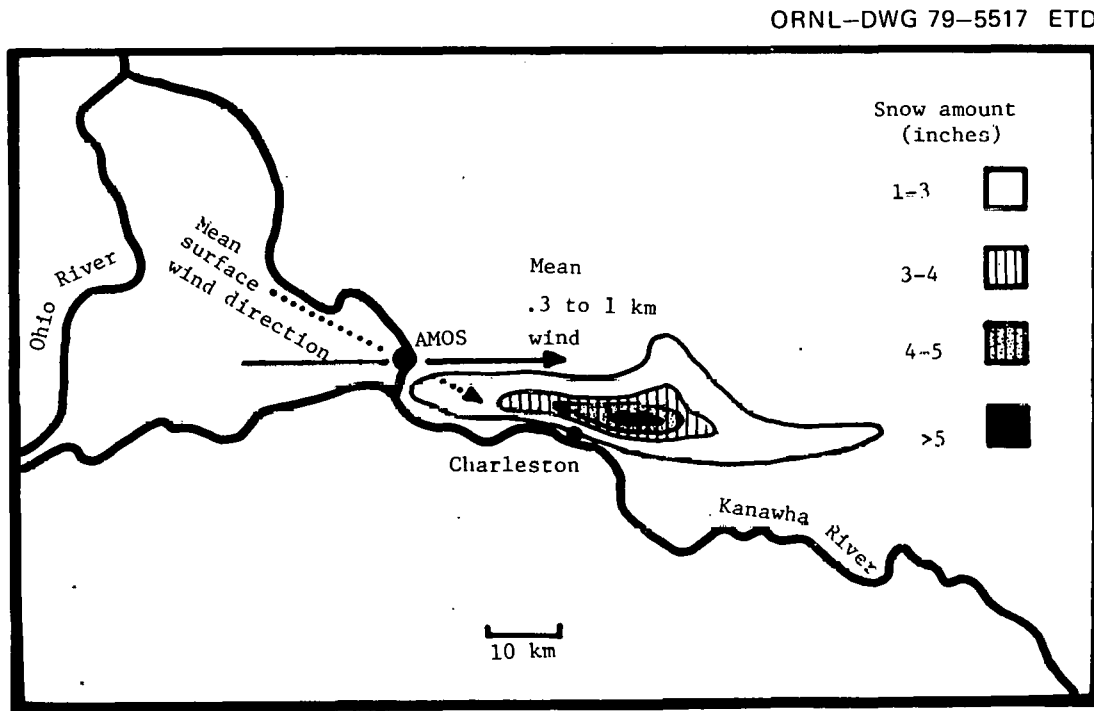 ORNL—DWG 79—5517 ETD
Snow amount
(inches)
1-3
3-4
4-5
>5
Ohio River
Mean
surface
wind direction
Mean
.3 to 1 km
wind
AMOS
Charleston
Kanawha River
10 km